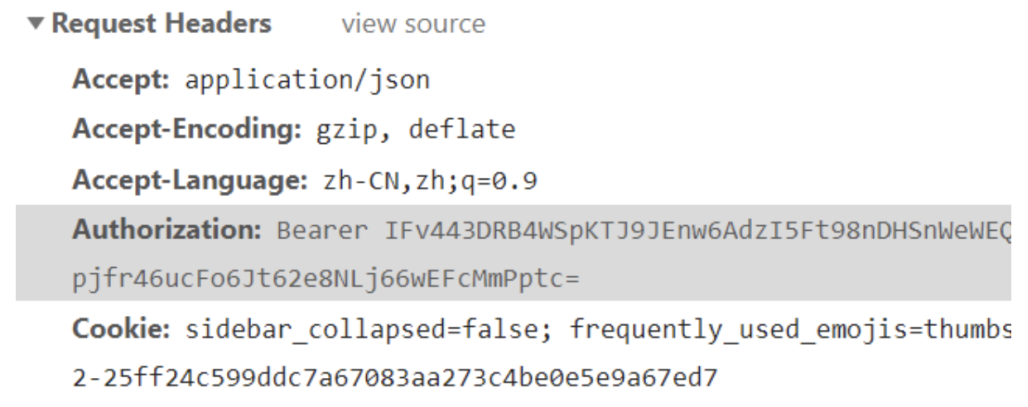 Request Headers view source
Accept: application/json
Accept-Encoding: gzip, deflate
Accept-Language: zh-CN,zh;q=0.9
Authorization: Bearer IFv443DRB4WSpKTJ9JEnw6AdzI5Ft98nDHSnWeWEQ
pjfr46ucFo6Jt62e8NLj66wEFcMmPptc=
Cookie: sidebar_collapsed=false; frequently_used_emojis=thumbs
2-25ff24c599ddc7a67083aa273c4be0e5e9a67ed7